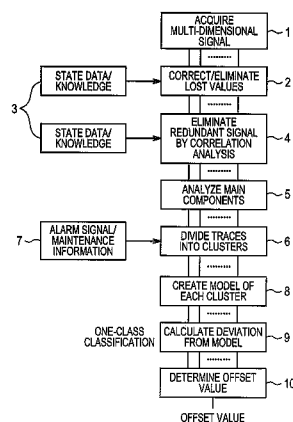 ACQUIRE
MULTI-DIMENSIONAL
SIGNAL
1
STATE DATA/
KNOWLEDGE
CORRECT/ELIMINATE
LOST VALUES
2
3
STATE DATA/
KNOWLEDGE
ELIMINATE
REDUNDANT SIGNAL
BY CORRELATION
ANALYSIS
4
ANALYZE MAIN
COMPONENTS
5
7
ALARM SIGNAL/
MAINTENANCE
INFORMATION
DIVIDE TRACES
INTO CLUSTERS
6
CREATE MODEL OF
EACH CLUSTER
8
ONE-CLASS
CLASSIFICATION
CALCULATE DEVIATION
FROM MODEL
9
DETERMINE OFFSET
VALUE
10
OFFSET VALUE